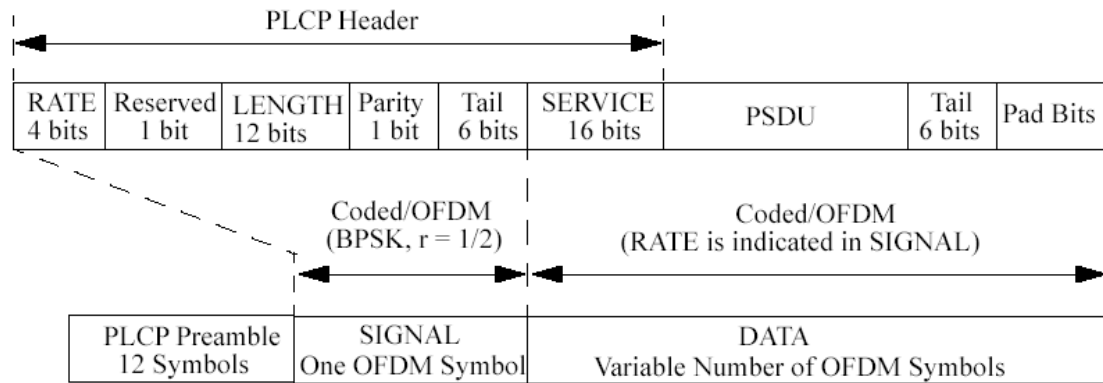 PLCP Header
RATE
4 bits
Reserved
1 bit
LENGTH
12 bits
Parity
1 bit
Tail
6 bits
SERVICE
16 bits
PSDU
Tail
6 bits
Pad Bits
Coded/OFDM
(BPSK, r = 1/2)
Coded/OFDM
(RATE is indicated in SIGNAL)
PLCP Preamble
12 Symbols
SIGNAL
One OFDM Symbol
DATA
Variable Number of OFDM Symbols